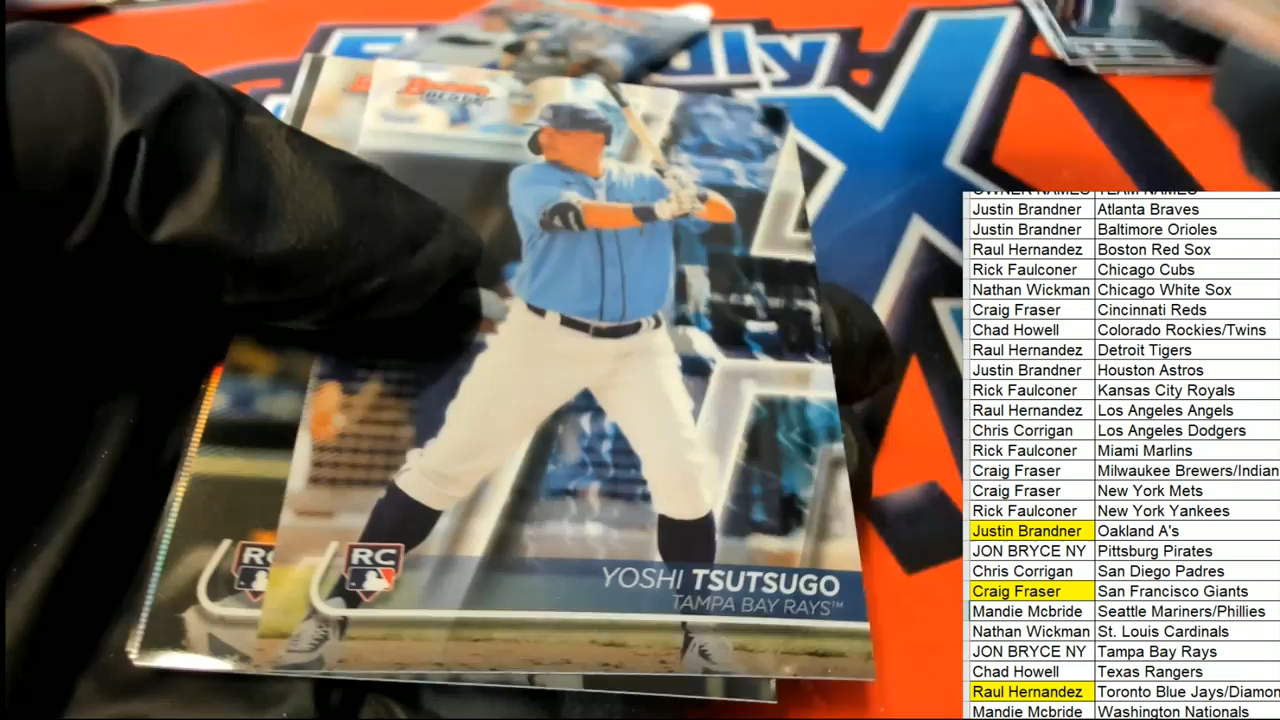 Bowman
BEST
RC
RC
YOSHI TSUTSUGO
TAMPA BAY RAYS™
OWNER NAMES TEAM NAMES
Justin Brandner Atlanta Braves
Justin Brandner Baltimore Orioles
Raul Hernandez Boston Red Sox
Rick Faulconer Chicago Cubs
Nathan Wickman Chicago White Sox
Craig Fraser Cincinnati Reds
Chad Howell Colorado Rockies/Twins
Raul Hernandez Detroit Tigers
Justin Brandner Houston Astros
Rick Faulconer Kansas City Royals
Raul Hernandez Los Angeles Angels
Chris Corrigan Los Angeles Dodgers
Rick Faulconer Miami Marlins
Craig Fraser Milwaukee Brewers/Indian
Craig Fraser New York Mets
Rick Faulconer New York Yankees
Justin Brandner Oakland A's
JON BRYCE NY Pittsburg Pirates
Chris Corrigan San Diego Padres
Craig Fraser San Francisco Giants
Mandie Mcbride Seattle Mariners/Phillies
Nathan Wickman St. Louis Cardinals
JON BRYCE NY Tampa Bay Rays
Chad Howell Texas Rangers
Raul Hernandez Toronto Blue Jays/Diamon
Mandie Mcbride Washington Nationals